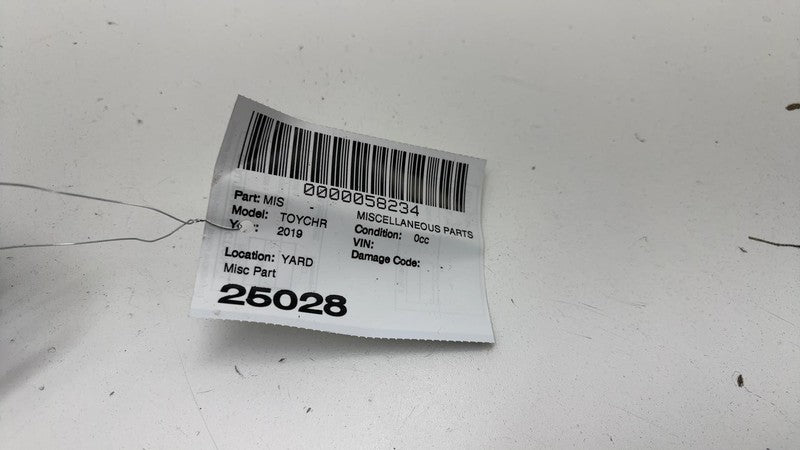 0000058234
Part: MIS - MISCELLANEOUS PARTS
Model: TOYCHR Condition: 0cc
2019 VIN:
Location: YARD Damage Code:
Misc Part
25028